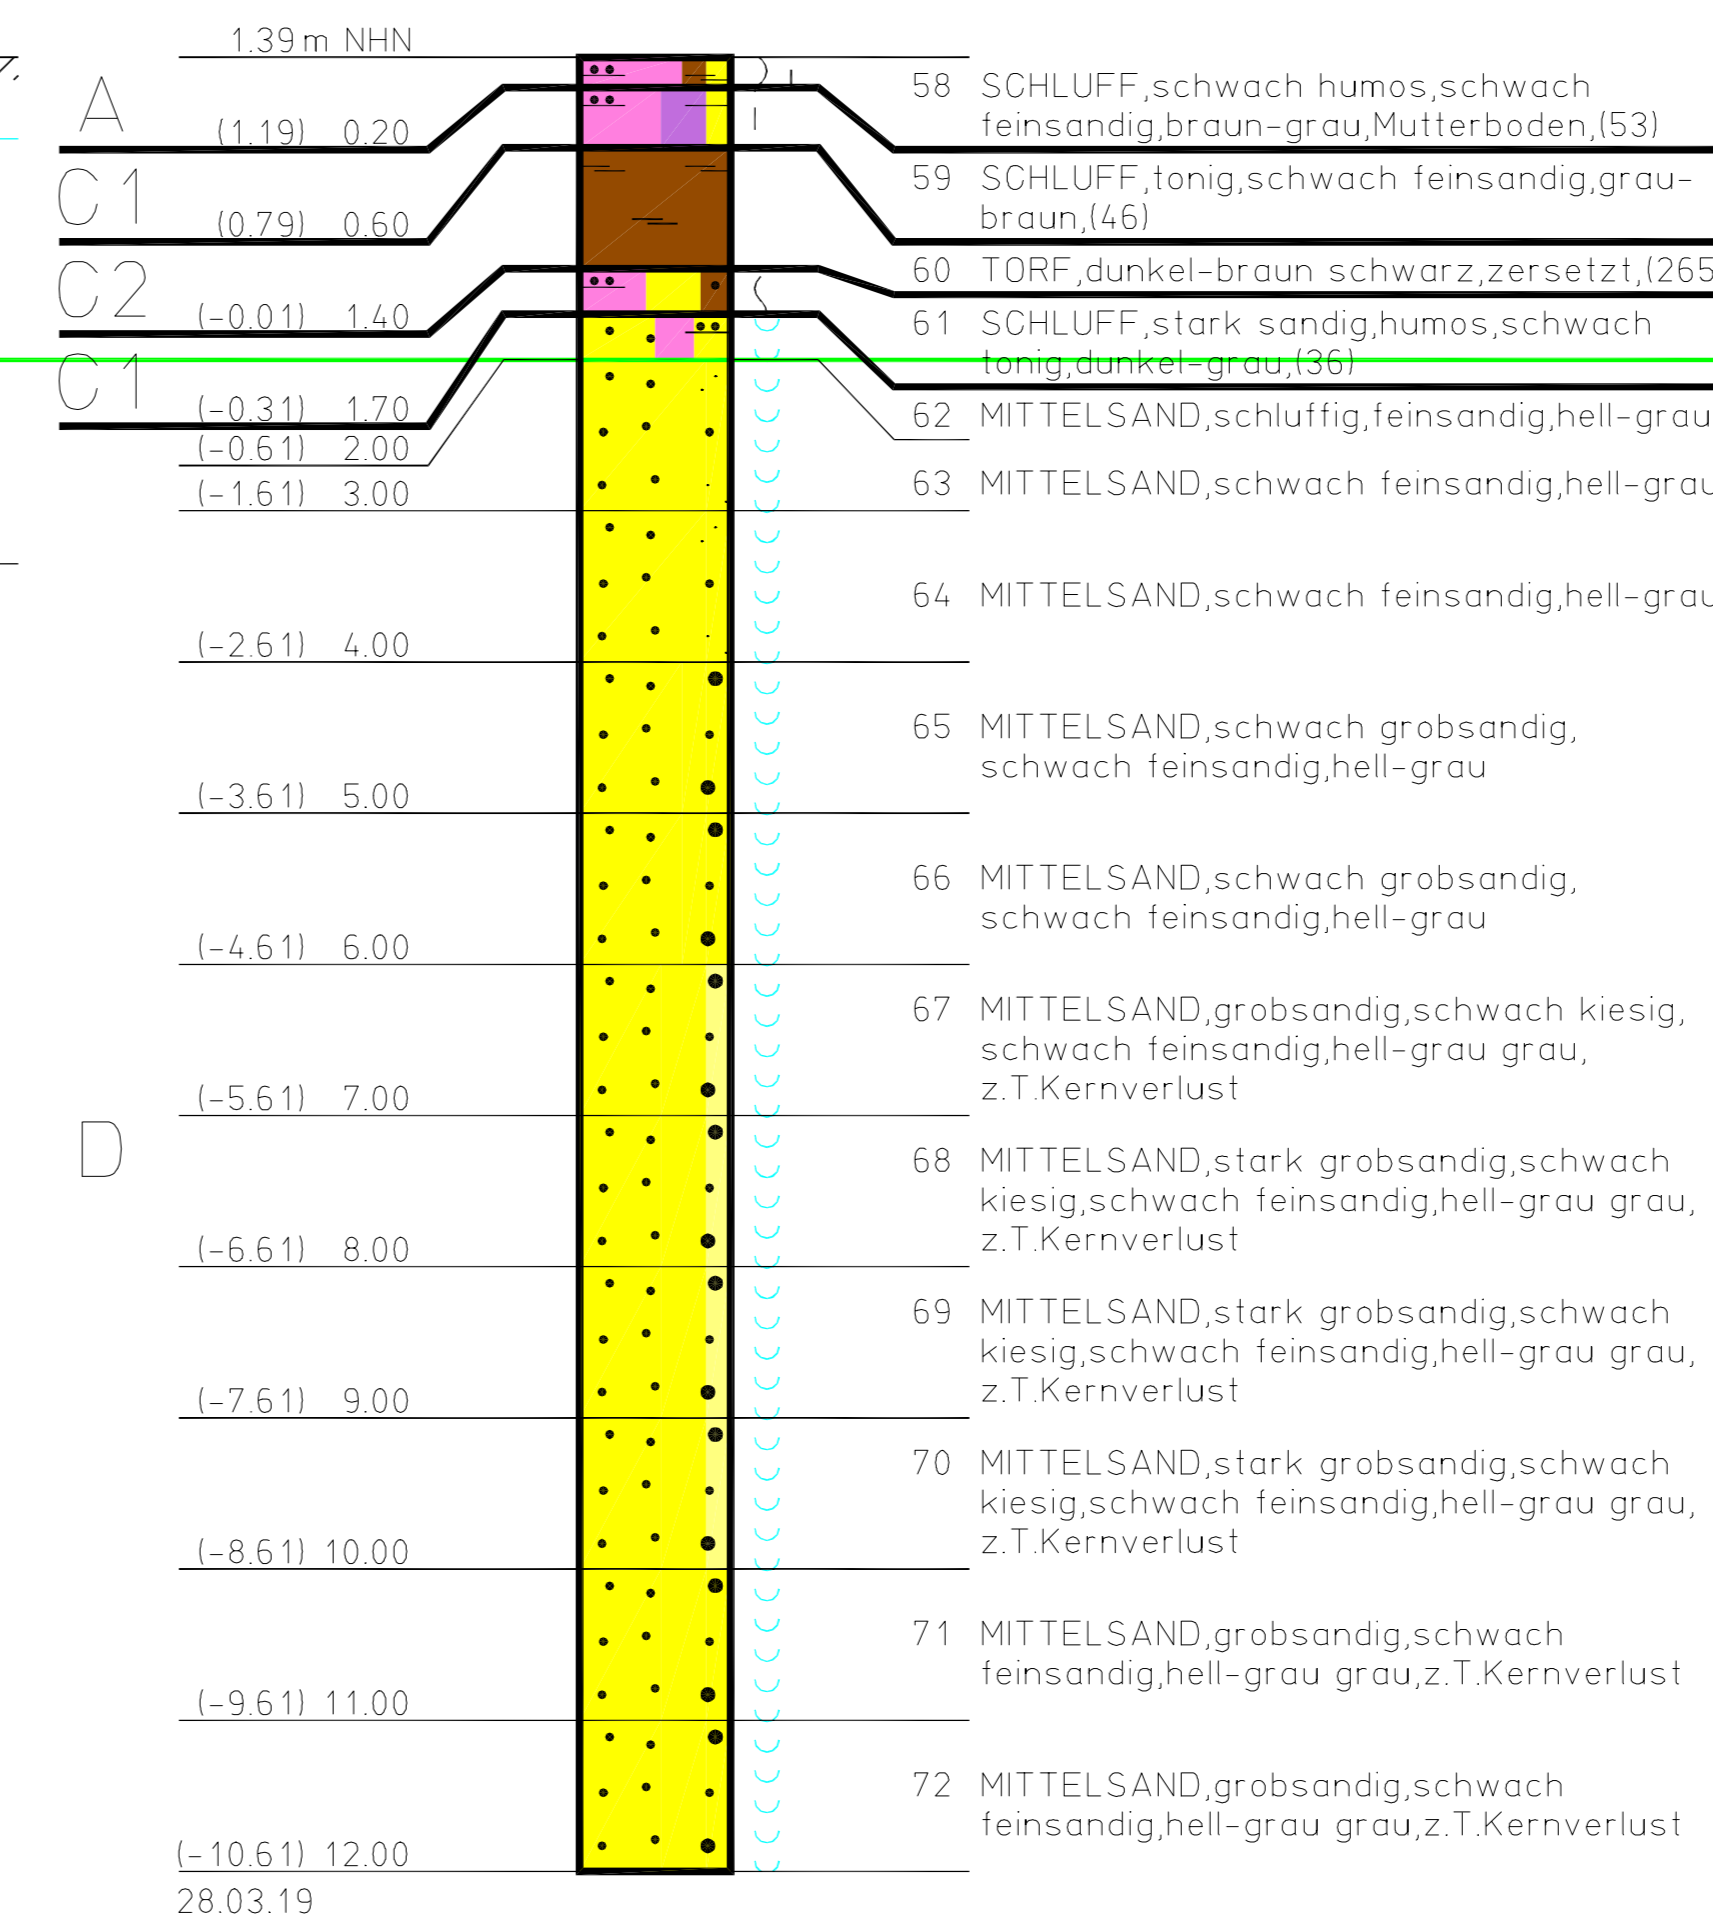 1.39 m NHN
A
(1.19) 0.20
58 SCHLUFF,schwach humos,schwach
feinsandig,braun-grau,Mutterboden,(53)
C1
(0.79) 0.60
59 SCHLUFF,tonig,schwach feinsandig,grau-
braun,(46)
C2
(-0.01) 1.40
60 TORF,dunkel-braun schwarz,zersetzt,(265
C1
(-0.31) 1.70
61 SCHLUFF,stark sandig,humos,schwach
tonig,dunkel-grau,(36)
(-0.61) 2.00
62 MITTELSAND,schluffig,feinsandig,hell-grau
(-1.61) 3.00
63 MITTELSAND,schwach feinsandig,hell-grau
(-2.61) 4.00
64 MITTELSAND,schwach feinsandig,hell-grau
(-3.61) 5.00
65 MITTELSAND,schwach grobsandig,
schwach feinsandig,hell-grau
(-4.61) 6.00
66 MITTELSAND,schwach grobsandig,
schwach feinsandig,hell-grau
(-5.61) 7.00
67 MITTELSAND,grobsandig,schwach kiesig,
schwach feinsandig,hell-grau grau,
z.T.Kernverlust
D
(-6.61) 8.00
68 MITTELSAND,stark grobsandig,schwach
kiesig,schwach feinsandig,hell-grau grau,
z.T.Kernverlust
(-7.61) 9.00
69 MITTELSAND,stark grobsandig,schwach
kiesig,schwach feinsandig,hell-grau grau,
z.T.Kernverlust
(-8.61) 10.00
70 MITTELSAND,stark grobsandig,schwach
kiesig,schwach feinsandig,hell-grau grau,
z.T.Kernverlust
(-9.61) 11.00
71 MITTELSAND,grobsandig,schwach
feinsandig,hell-grau grau,z.T.Kernverlust
(-10.61) 12.00
72 MITTELSAND,grobsandig,schwach
feinsandig,hell-grau grau,z.T.Kernverlust
28.03.19